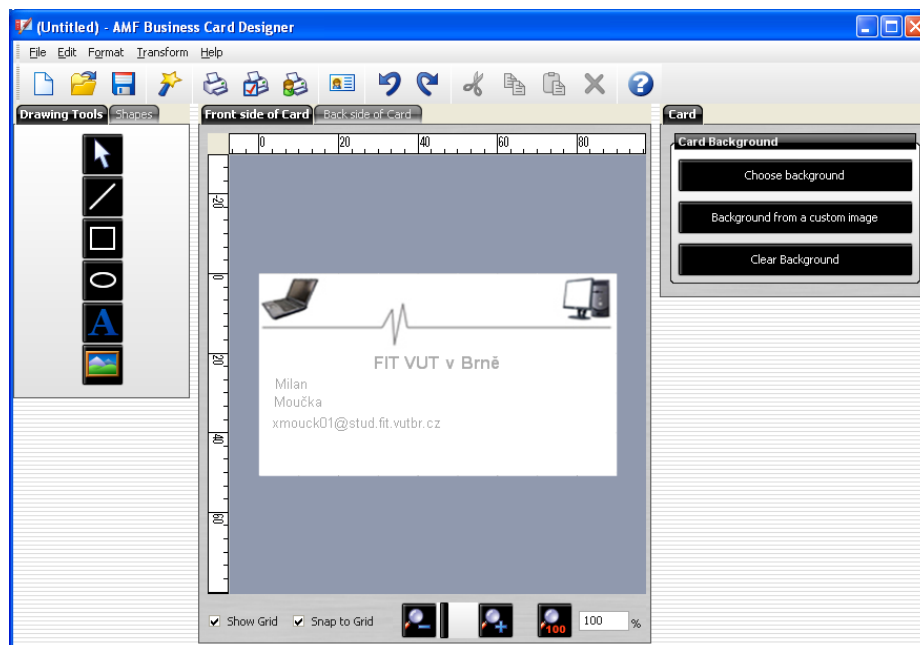 (Untitled) - AMF Business Card Designer
File Edit Format Transform Help
Drawing Tools Shapes Front side of Card Back side of Card Card
0 20 40 60 80
Card Background
Choose background
Background from a custom image
Clear Background
20
0
20
40
60
A
FIT VUT v Brně
Milan
Moučka
xmouck01@stud.fit.vutbr.cz
Show Grid Snap to Grid 100 100 %